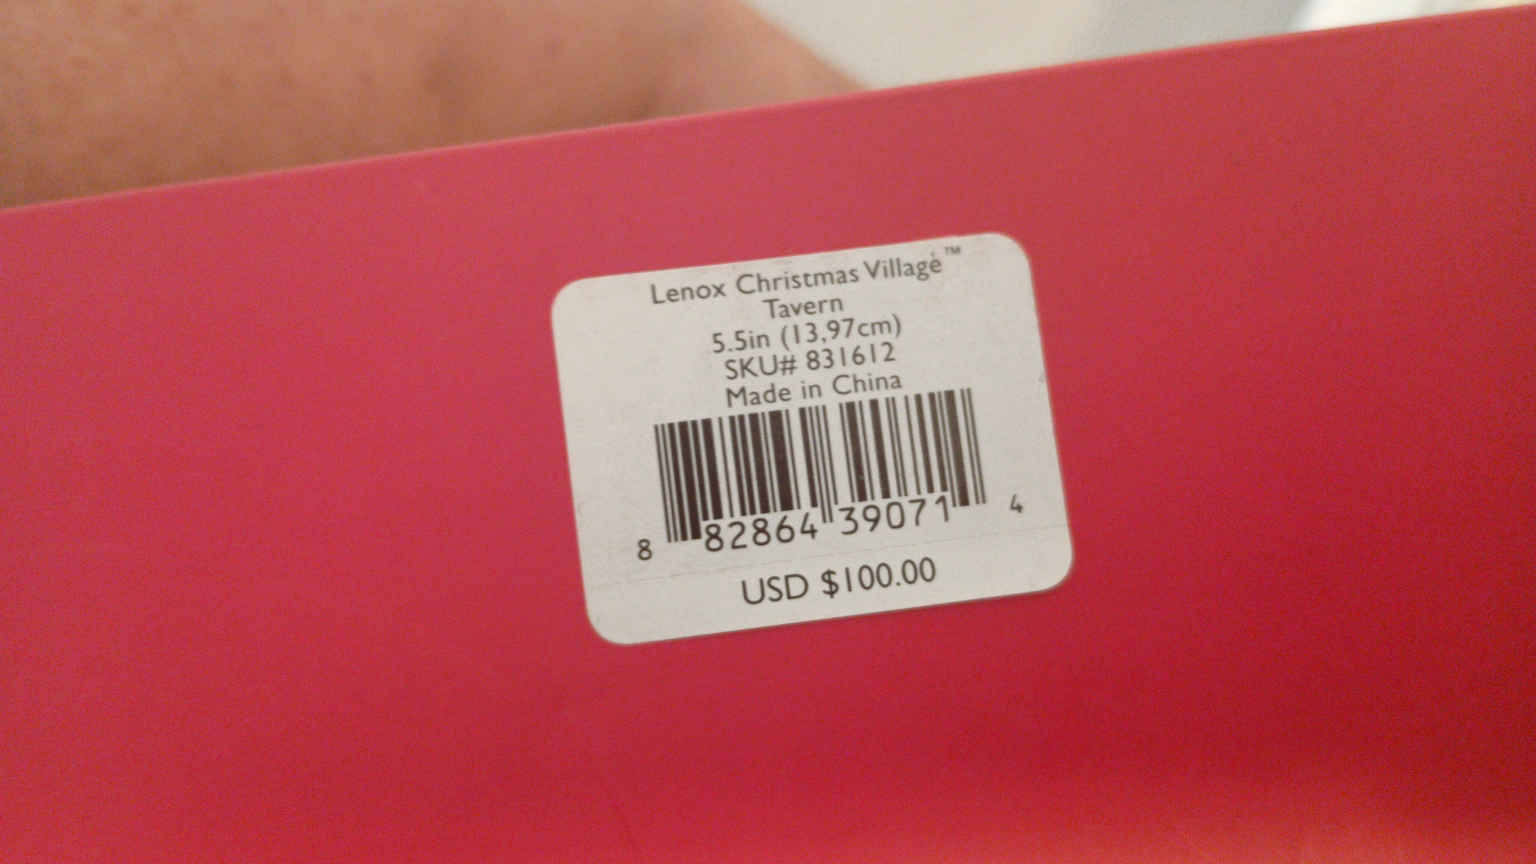 Lenox Christmas Village™
Tavern
5.5in (13,97cm)
SKU# 831612
Made in China
8 82864 39071 4
USD $100.00